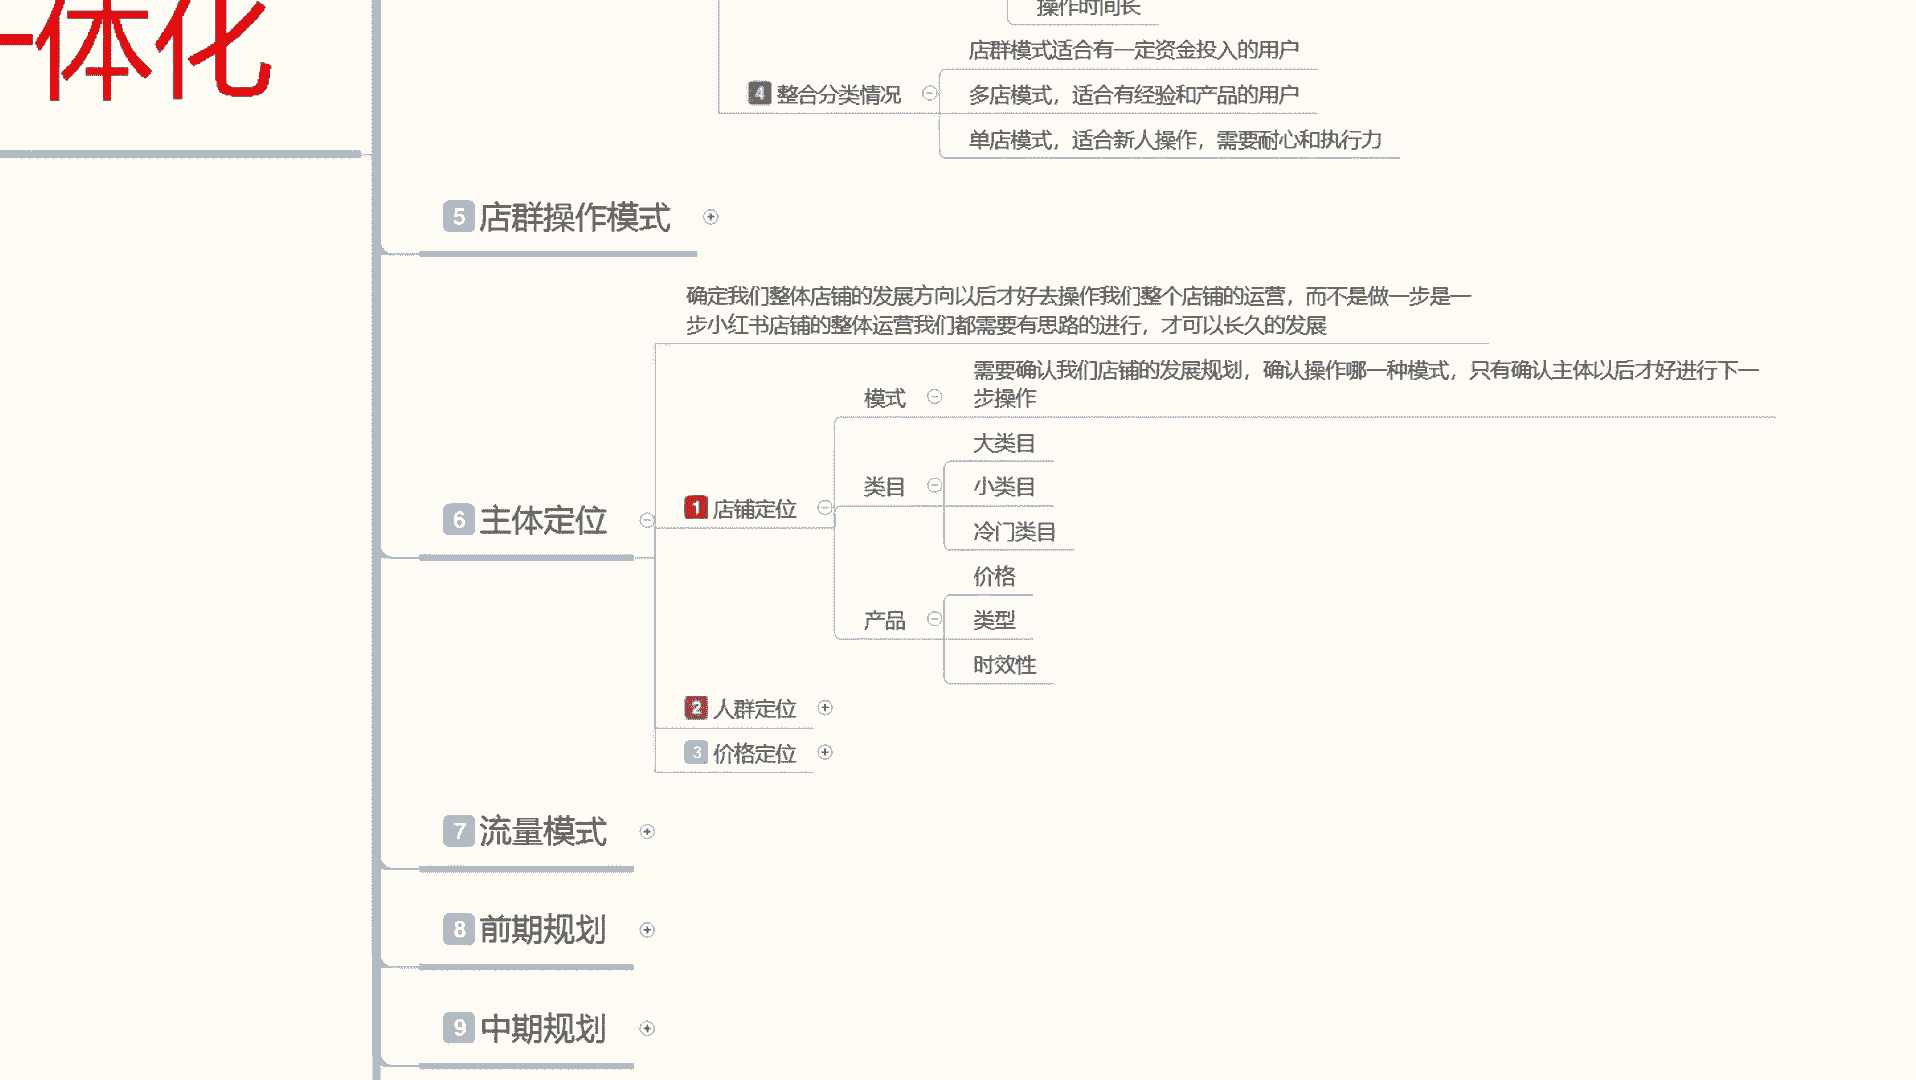 一体化
操作时间长
店群模式适合有一定资金投入的用户
4 整合分类情况
多店模式，适合有经验和产品的用户
单店模式，适合新人操作，需要耐心和执行力
5 店群操作模式
确定我们整体店铺的发展方向以后才好去操作我们整个店铺的运营，而不是做一步是一
步小红书店铺的整体运营我们都需要有思路的进行，才可以长久的发展
6 主体定位
1 店铺定位
模式
需要确认我们店铺的发展规划，确认操作哪一种模式，只有确认主体以后才好进行下一
步操作
类目
大类目
小类目
冷门类目
产品
价格
类型
时效性
2 人群定位
3 价格定位
7 流量模式
8 前期规划
9 中期规划